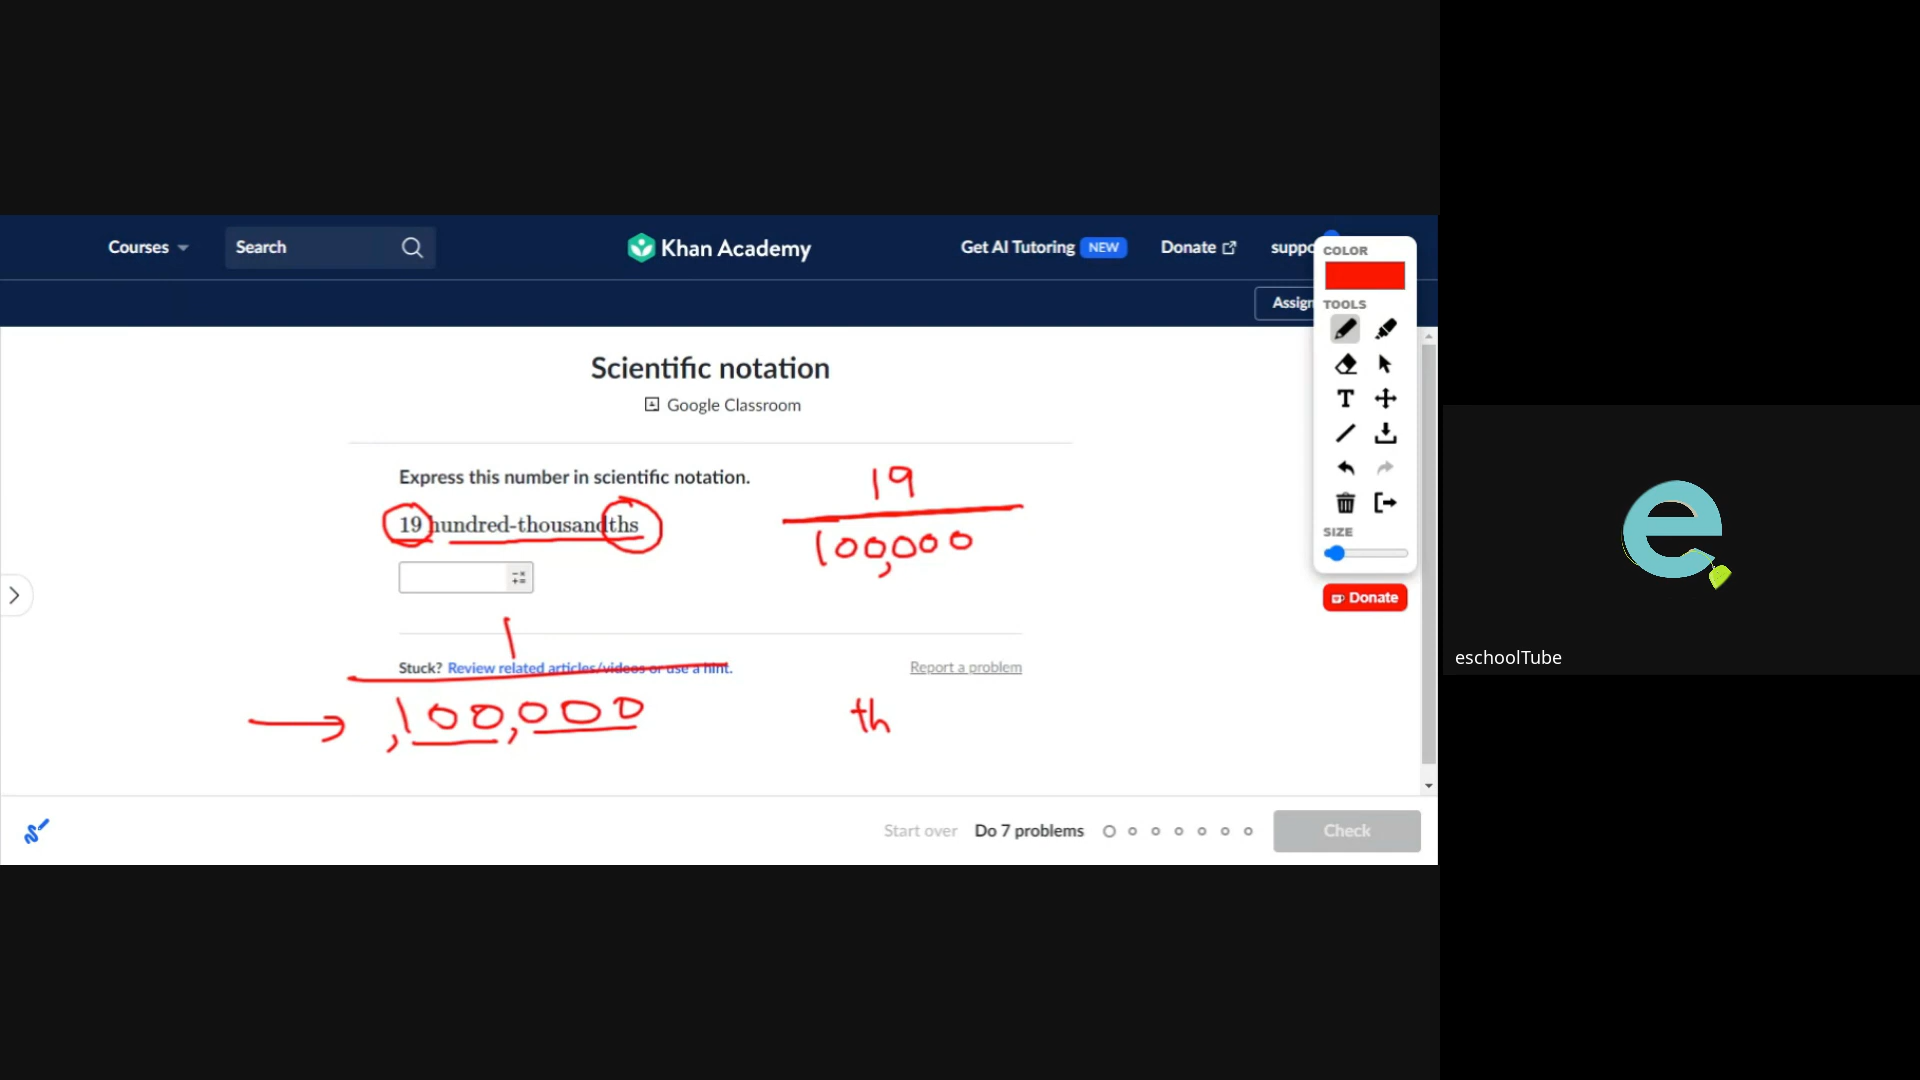 Courses
Search
Khan Academy
Get AI Tutoring NEW
Donate
suppo
COLOR
Assign
TOOLS
T
SIZE
Donate
Scientific notation
Google Classroom
Express this number in scientific notation.
19 hundred-thousandths
19
100,000
1
Stuck? Review related articles/videos or use a hint.
Report a problem
,100,000
th
Start over
Do 7 problems
Check
e
eschoolTube